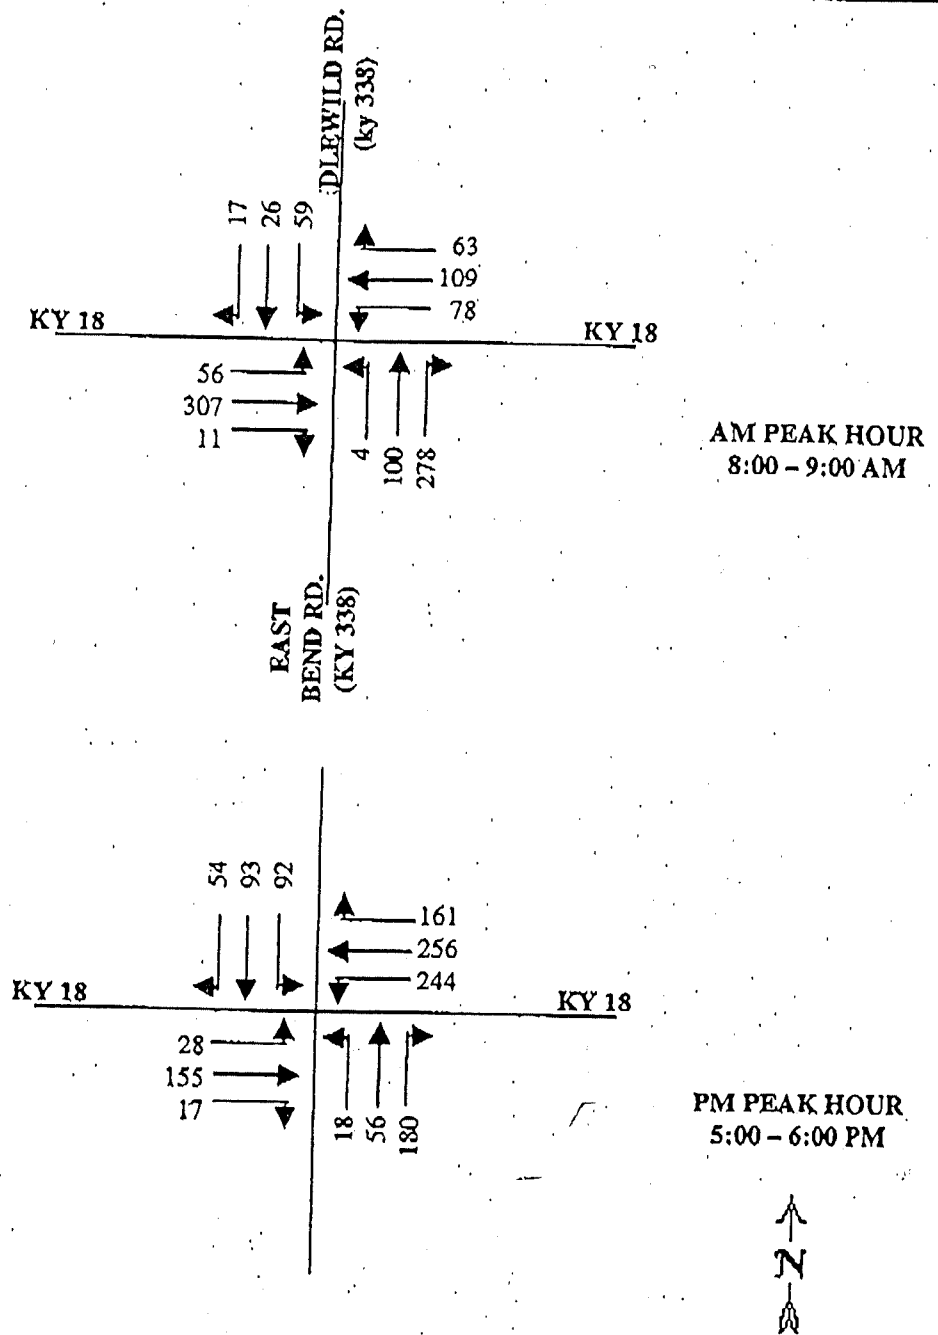 IDLEWILD RD.
(ky 338)
17
26
59
63
109
78
KY 18
KY 18
56
307
11
4
100
278
AM PEAK HOUR
8:00 – 9:00 AM
EAST
BEND RD.
(KY 338)
54
93
92
161
256
244
KY 18
KY 18
28
155
17
18
56
180
PM PEAK HOUR
5:00 – 6:00 PM
N